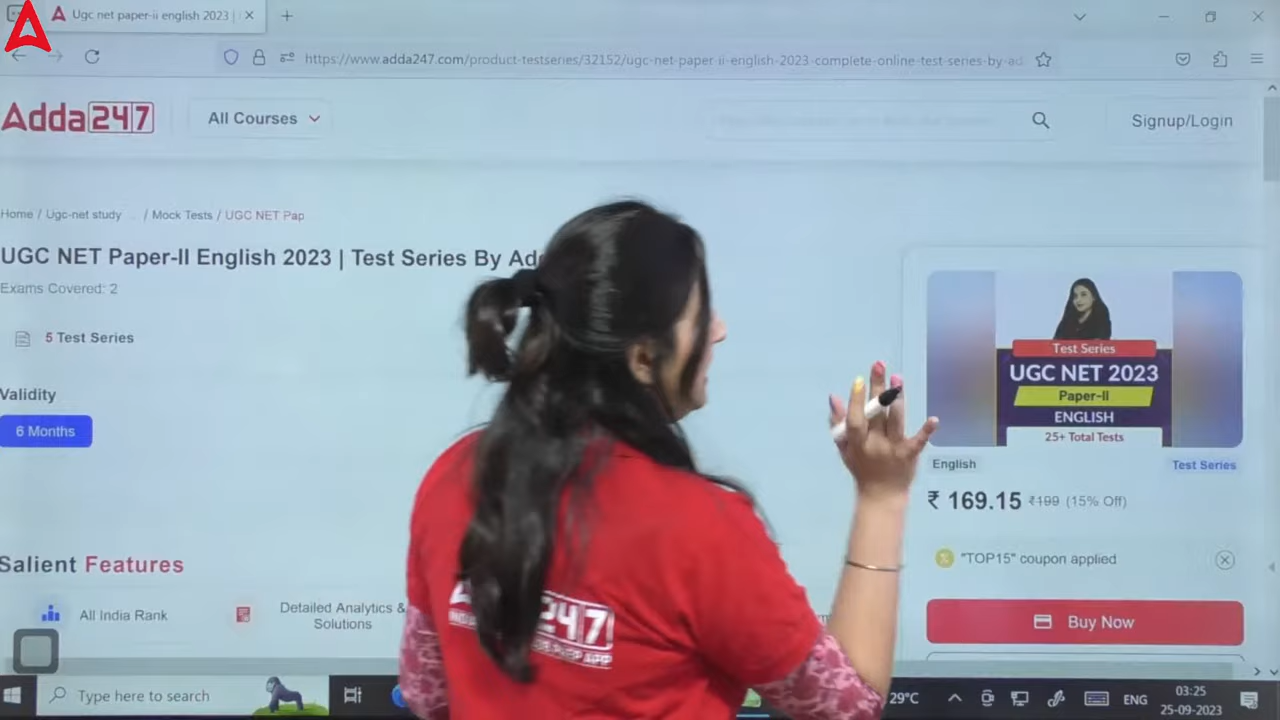 Ugc net paper-ii english 2023 |
https://www.adda247.com/product-testseries/32152/ugc-net-paper-ii-english-2023-complete-online-test-series-by-ad
Adda247
All Courses
Signup/Login
Home / Ugc-net study ... / Mock Tests / UGC NET Pap
UGC NET Paper-II English 2023 | Test Series By Ad
Exams Covered: 2
5 Test Series
Validity
6 Months
Salient Features
All India Rank
Detailed Analytics &
Solutions
Test Series
UGC NET 2023
Paper-II
ENGLISH
25+ Total Tests
English
Test Series
₹ 169.15 ₹199 (15% Off)
"TOP15" coupon applied
Buy Now
247
APP
Type here to search
29°C
ENG
03:25
25-09-2023